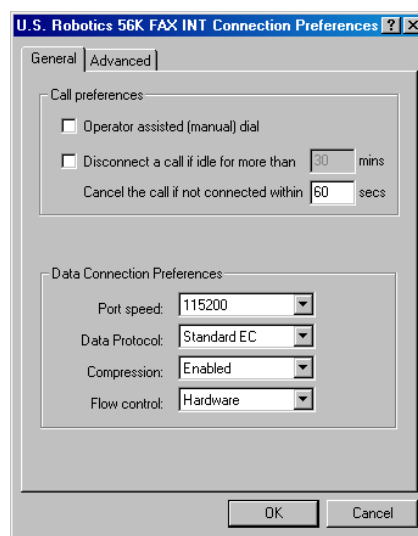 U.S. Robotics 56K FAX INT Connection Preferences
General Advanced
Call preferences
Operator assisted (manual) dial
Disconnect a call if idle for more than 30 mins
Cancel the call if not connected within 60 secs
Data Connection Preferences
Port speed: 115200
Data Protocol: Standard EC
Compression: Enabled
Flow control: Hardware
OK Cancel